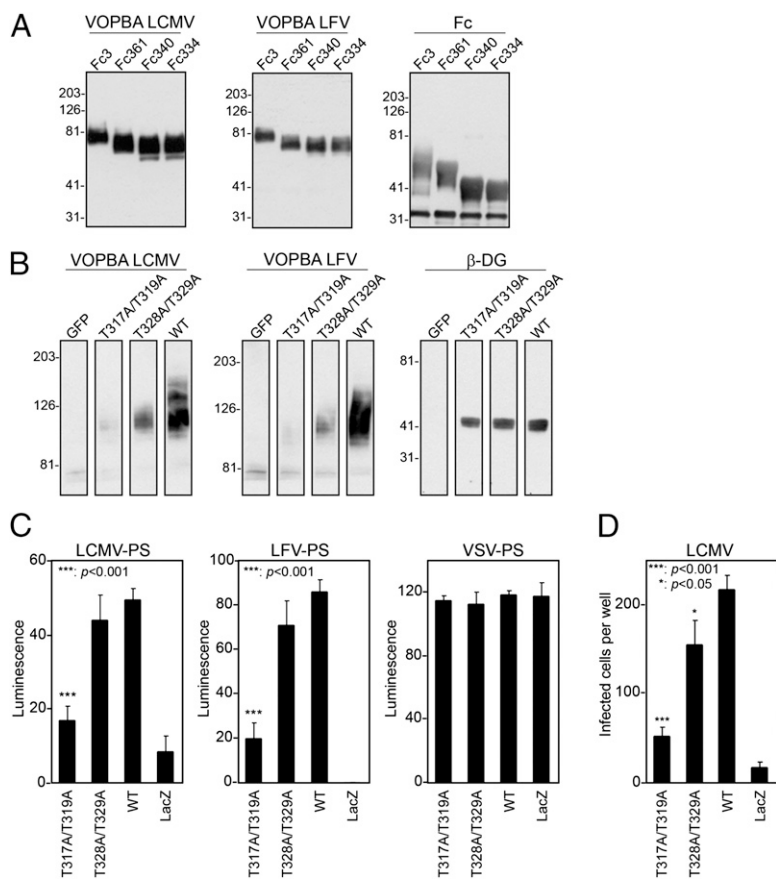 A
VOPBA LCMV
Fc3
Fc361
Fc340
Fc334
203-
126-
81-
41-
31-
VOPBA LFV
Fc3
Fc361
Fc340
Fc334
203-
126-
81-
41-
31-
Fc
Fc3
Fc361
Fc340
Fc334
203-
126-
81-
41-
31-
B
VOPBA LCMV
GFP
T317A/T319A
T328A/T329A
WT
203-
126-
81-
VOPBA LFV
GFP
T317A/T319A
T328A/T329A
WT
203-
126-
81-
β-DG
GFP
T317A/T319A
T328A/T329A
WT
81-
41-
31-
C
LCMV-PS
***: p<0.001
Luminescence
60
40
20
0
***
T317A/T319A
T328A/T329A
WT
LacZ
LFV-PS
***: p<0.001
Luminescence
100
80
60
40
20
0
***
T317A/T319A
T328A/T329A
WT
LacZ
VSV-PS
Luminescence
120
80
40
0
T317A/T319A
T328A/T329A
WT
LacZ
D
LCMV
***: p<0.001
*: p<0.05
Infected cells per well
200
100
0
***
*
T317A/T319A
T328A/T329A
WT
LacZ